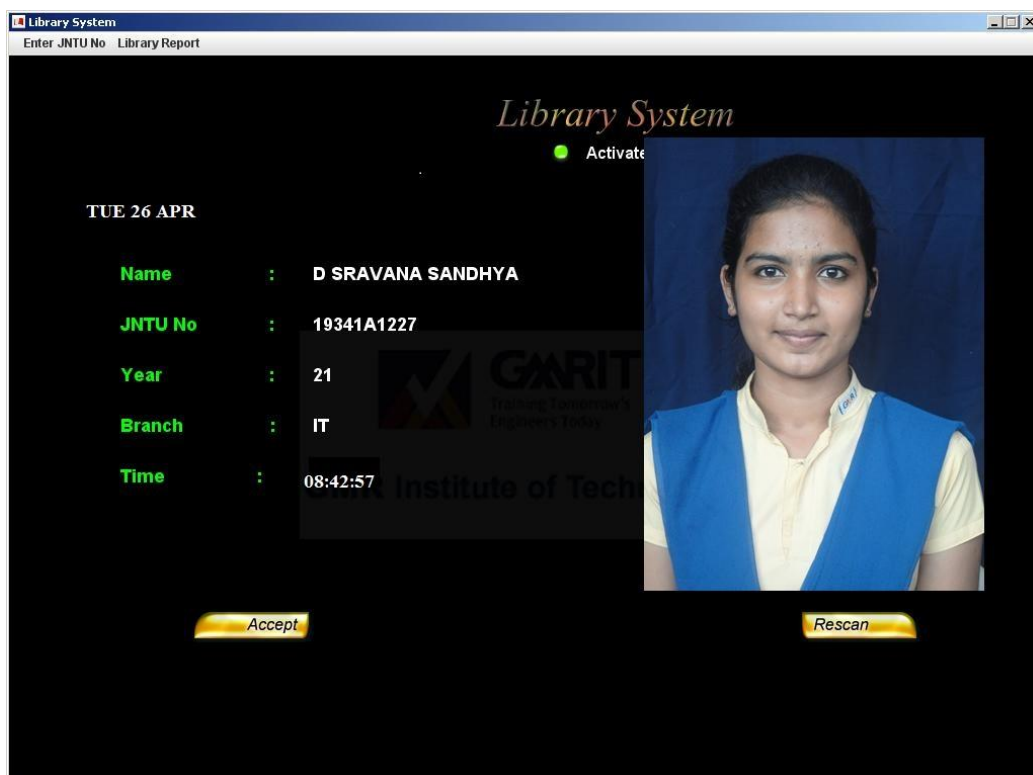 Library System
Enter JNTU No Library Report
Library System
Activate
TUE 26 APR
Name : D SRAVANA SANDHYA
JNTU No : 19341A1227
GMRIT
Year : 21
Training Tomorrow's
Branch : IT
Engineers Today
Time : 08:42:57
GMR Institute of Tech
Accept
Rescan